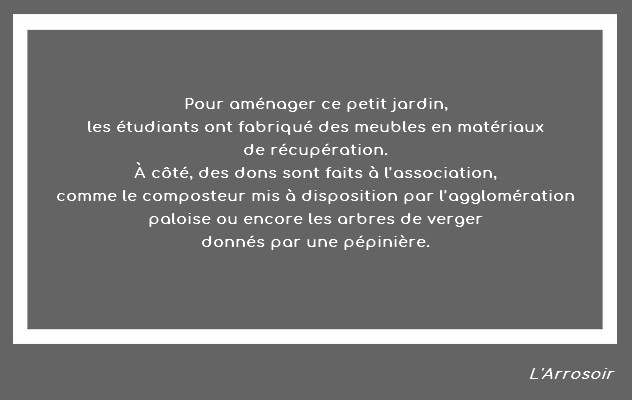 Pour aménager ce petit jardin,
les étudiants ont fabriqué des meubles en matériaux
de récupération.
À côté, des dons sont faits à l'association,
comme le composteur mis à disposition par l'agglomération
paloise ou encore les arbres de verger
donnés par une pépinière.
L'Arrosoir